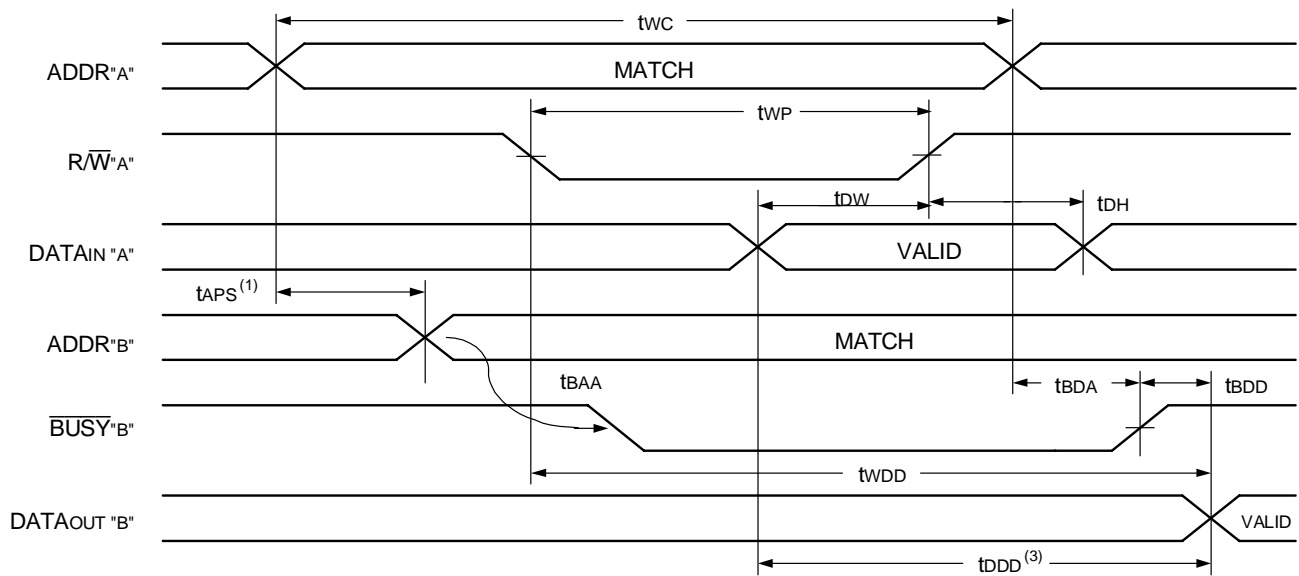 tWC
ADDR"A"
MATCH
tWP
R/W̅"A"
tDW
tDH
DATAIN "A"
VALID
tAPS(1)
ADDR"B"
MATCH
tBAA
tBDA
tBDD
B̅U̅S̅Y̅"B"
tWDD
DATAOUT "B"
VALID
tDDD(3)